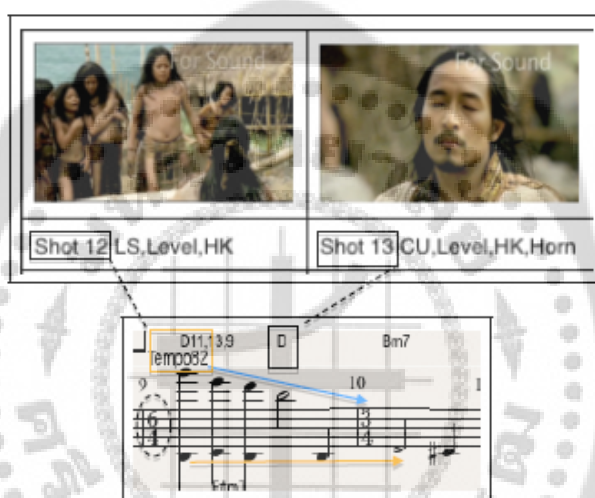 For Sound
For Sound
Shot 12 LS,Level,HK
Shot 13 CU,Level,HK,Horn
D11,13,9
D
Bm7
Tempo82
9
10
6
4
3
4